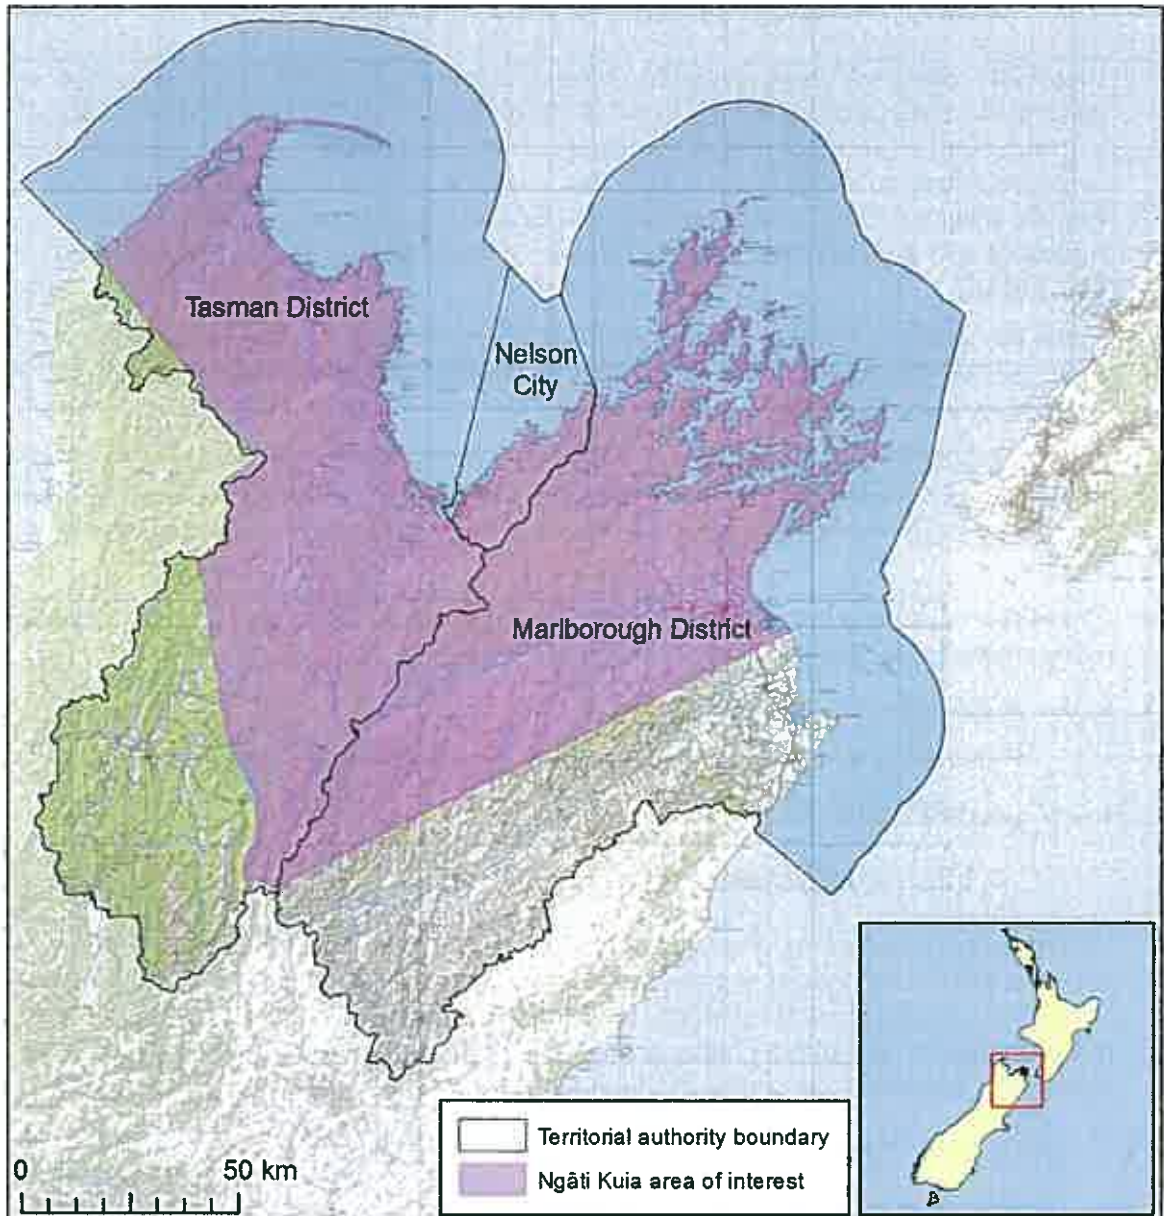 Tasman District
Nelson
City
Marlborough District
Territorial authority boundary
Ngāti Kuia area of interest
0
50 km